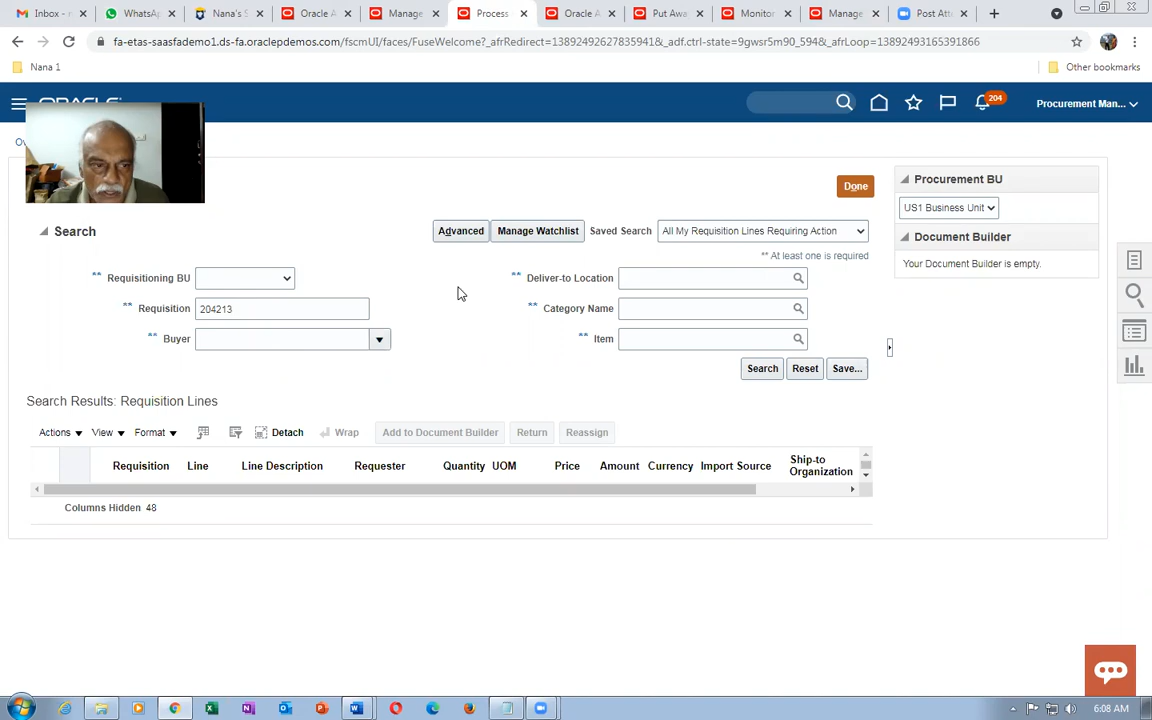 Inbox - n
WhatsA
Nana's S
Oracle A
Manage
Process
Oracle A
Put Awa
Monitor
Manage
Post Atte
fa-etas-saasfademo1.ds-fa.oraclepdemos.com/fscmUI/faces/FuseWelcome?_afrRedirect=13892492627835941&_adf.ctrl-state=9gwsr5m90_594&_afrLoop=13892493165391866
Nana 1
Other bookmarks
ORACLE
204
Procurement Man...
Ov
Done
Procurement BU
US1 Business Unit
Document Builder
Your Document Builder is empty.
Search
Advanced
Manage Watchlist
Saved Search
All My Requisition Lines Requiring Action
** At least one is required
** Requisitioning BU
** Deliver-to Location
** Requisition
204213
** Category Name
** Buyer
** Item
Search
Reset
Save...
Search Results: Requisition Lines
Actions
View
Format
Detach
Wrap
Add to Document Builder
Return
Reassign
Requisition
Line
Line Description
Requester
Quantity
UOM
Price
Amount
Currency
Import Source
Ship-to
Organization
Columns Hidden 48
6:08 AM